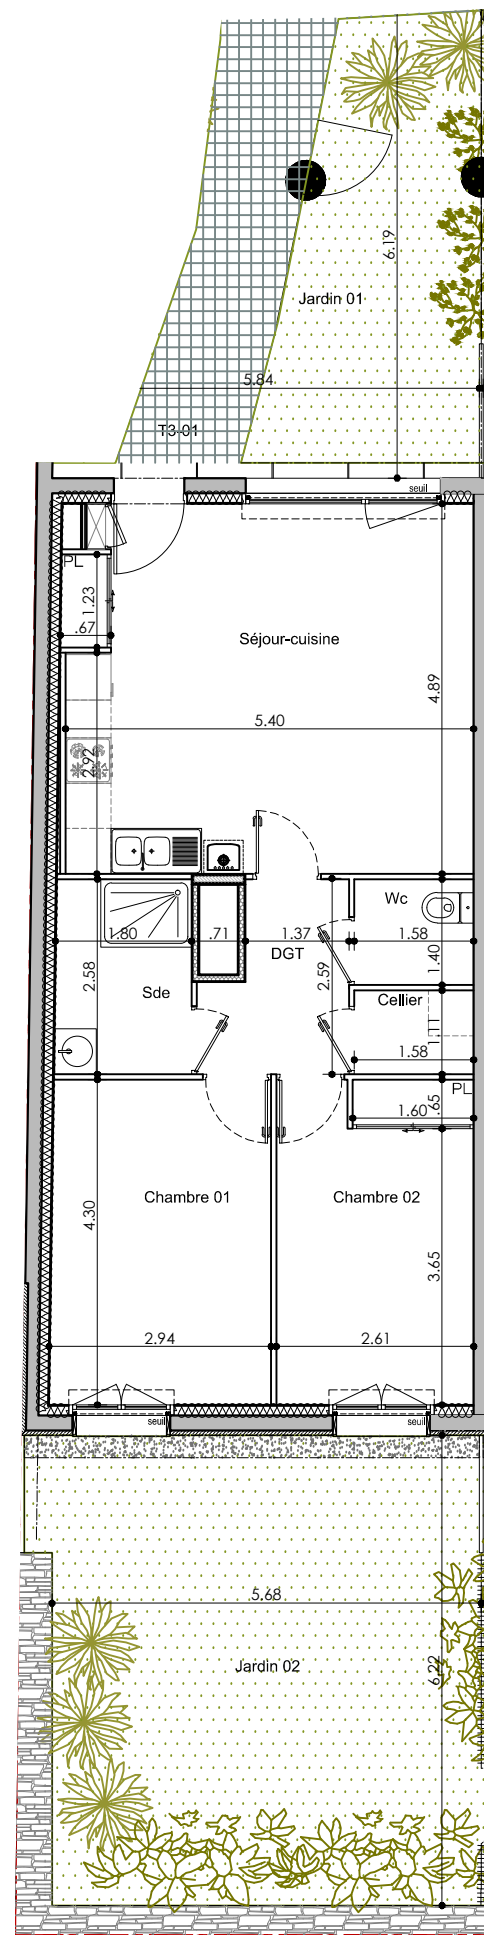 6.19
Jardin 01
5.84
T3-01
seuil
PL
1.23
.67
Séjour-cuisine
4.89
5.40
2.92
Wc
1.80
.71
1.37
1.58
DGT
1.40
2.58
2.59
Sde
Cellier
1.11
1.58
PL
1.60
.65
Chambre 01
Chambre 02
4.30
3.65
2.94
2.61
seuil
seuil
5.68
Jardin 02
6.22